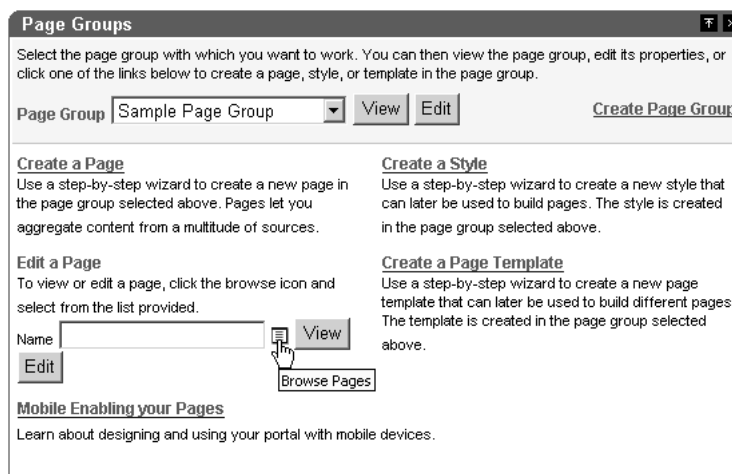 Page Groups
Select the page group with which you want to work. You can then view the page group, edit its properties, or
click one of the links below to create a page, style, or template in the page group.
Page Group Sample Page Group View Edit Create Page Group
Create a Page
Use a step-by-step wizard to create a new page in
the page group selected above. Pages let you
aggregate content from a multitude of sources.
Edit a Page
To view or edit a page, click the browse icon and
select from the list provided.
Name View
Edit
Browse Pages
Create a Style
Use a step-by-step wizard to create a new style that
can later be used to build pages. The style is created
in the page group selected above.
Create a Page Template
Use a step-by-step wizard to create a new page
template that can later be used to build different pages
The template is created in the page group selected
above.
Mobile Enabling your Pages
Learn about designing and using your portal with mobile devices.